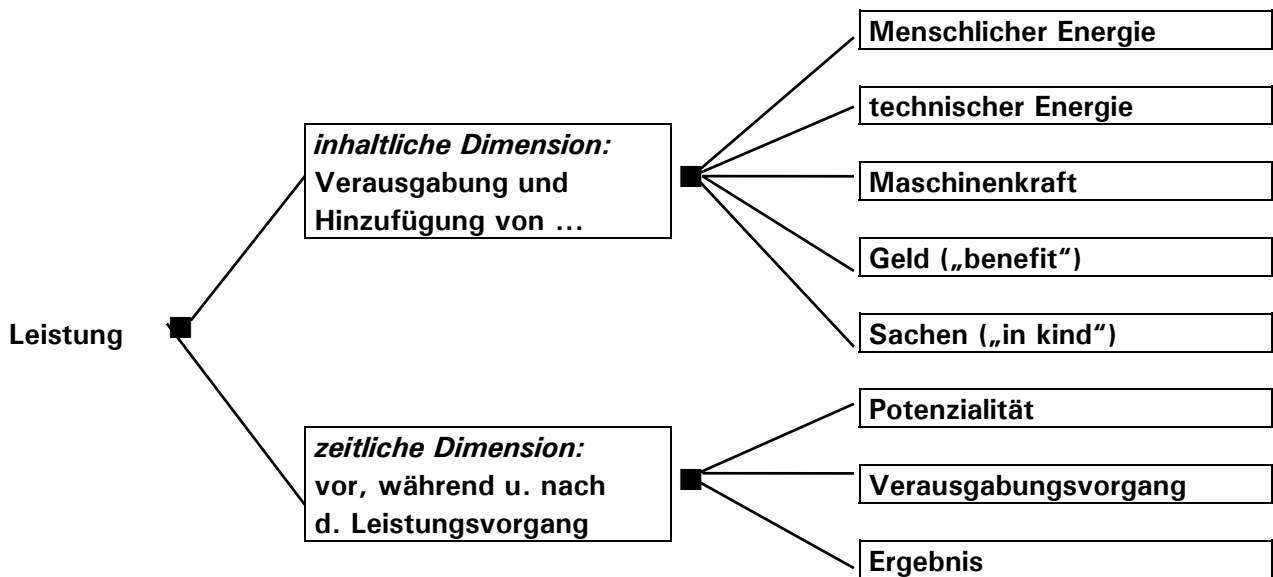 Menschlicher Energie
technischer Energie
inhaltliche Dimension:
Verausgabung und
Hinzufügung von ...
Maschinenkraft
Geld („benefit“)
Sachen („in kind“)
Leistung
Potenzialität
zeitliche Dimension:
vor, während u. nach
d. Leistungsvorgang
Verausgabungsvorgang
Ergebnis